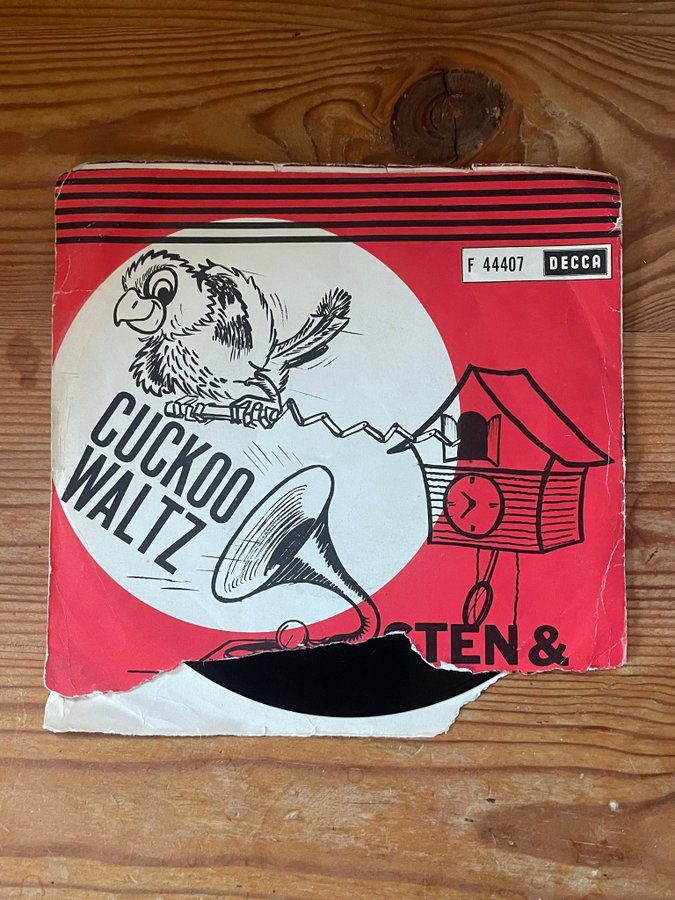 F 44407 DECCA
CUCKOO
WALTZ
STEN &